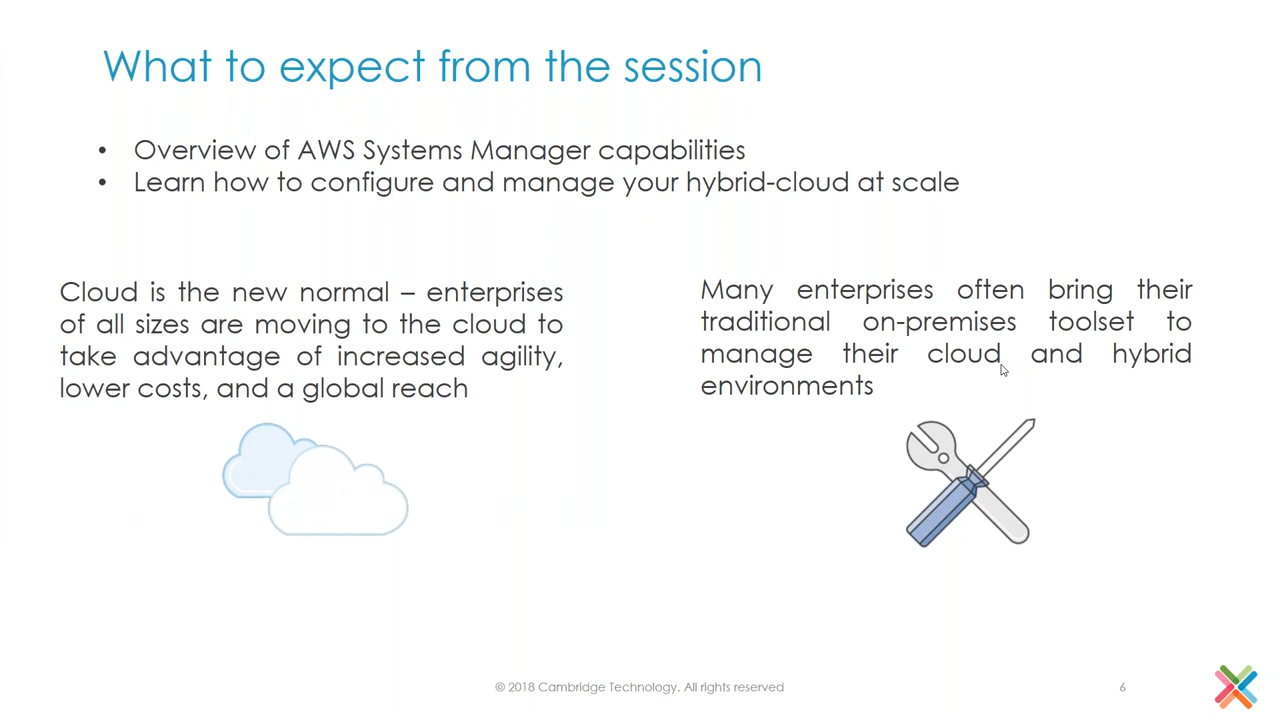 What to expect from the session
• Overview of AWS Systems Manager capabilities
• Learn how to configure and manage your hybrid-cloud at scale
Cloud is the new normal – enterprises
of all sizes are moving to the cloud to
take advantage of increased agility,
lower costs, and a global reach
Many enterprises often bring their
traditional on-premises toolset to
manage their cloud and hybrid
environments
© 2018 Cambridge Technology. All rights reserved
6